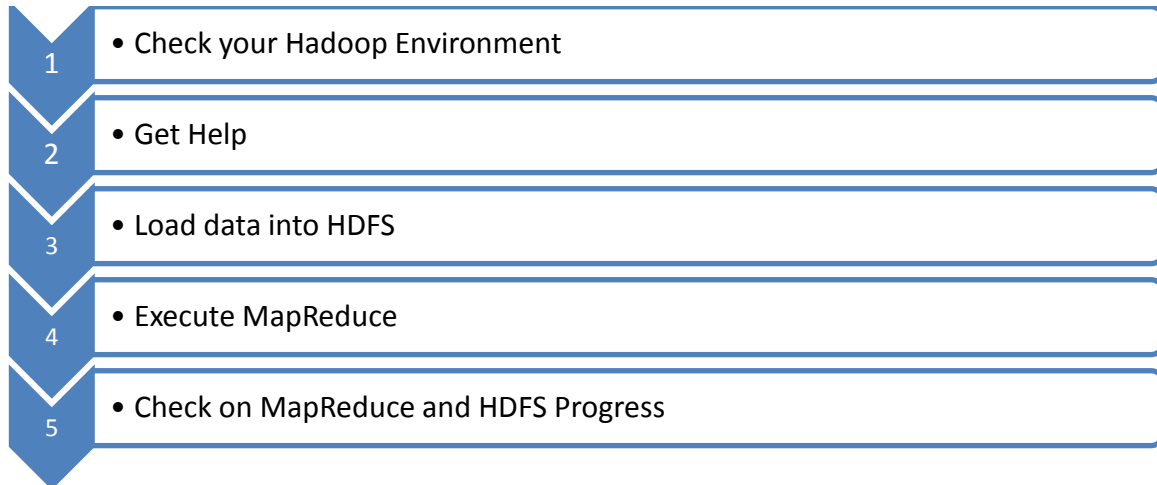 1 • Check your Hadoop Environment
2 • Get Help
3 • Load data into HDFS
4 • Execute MapReduce
5 • Check on MapReduce and HDFS Progress